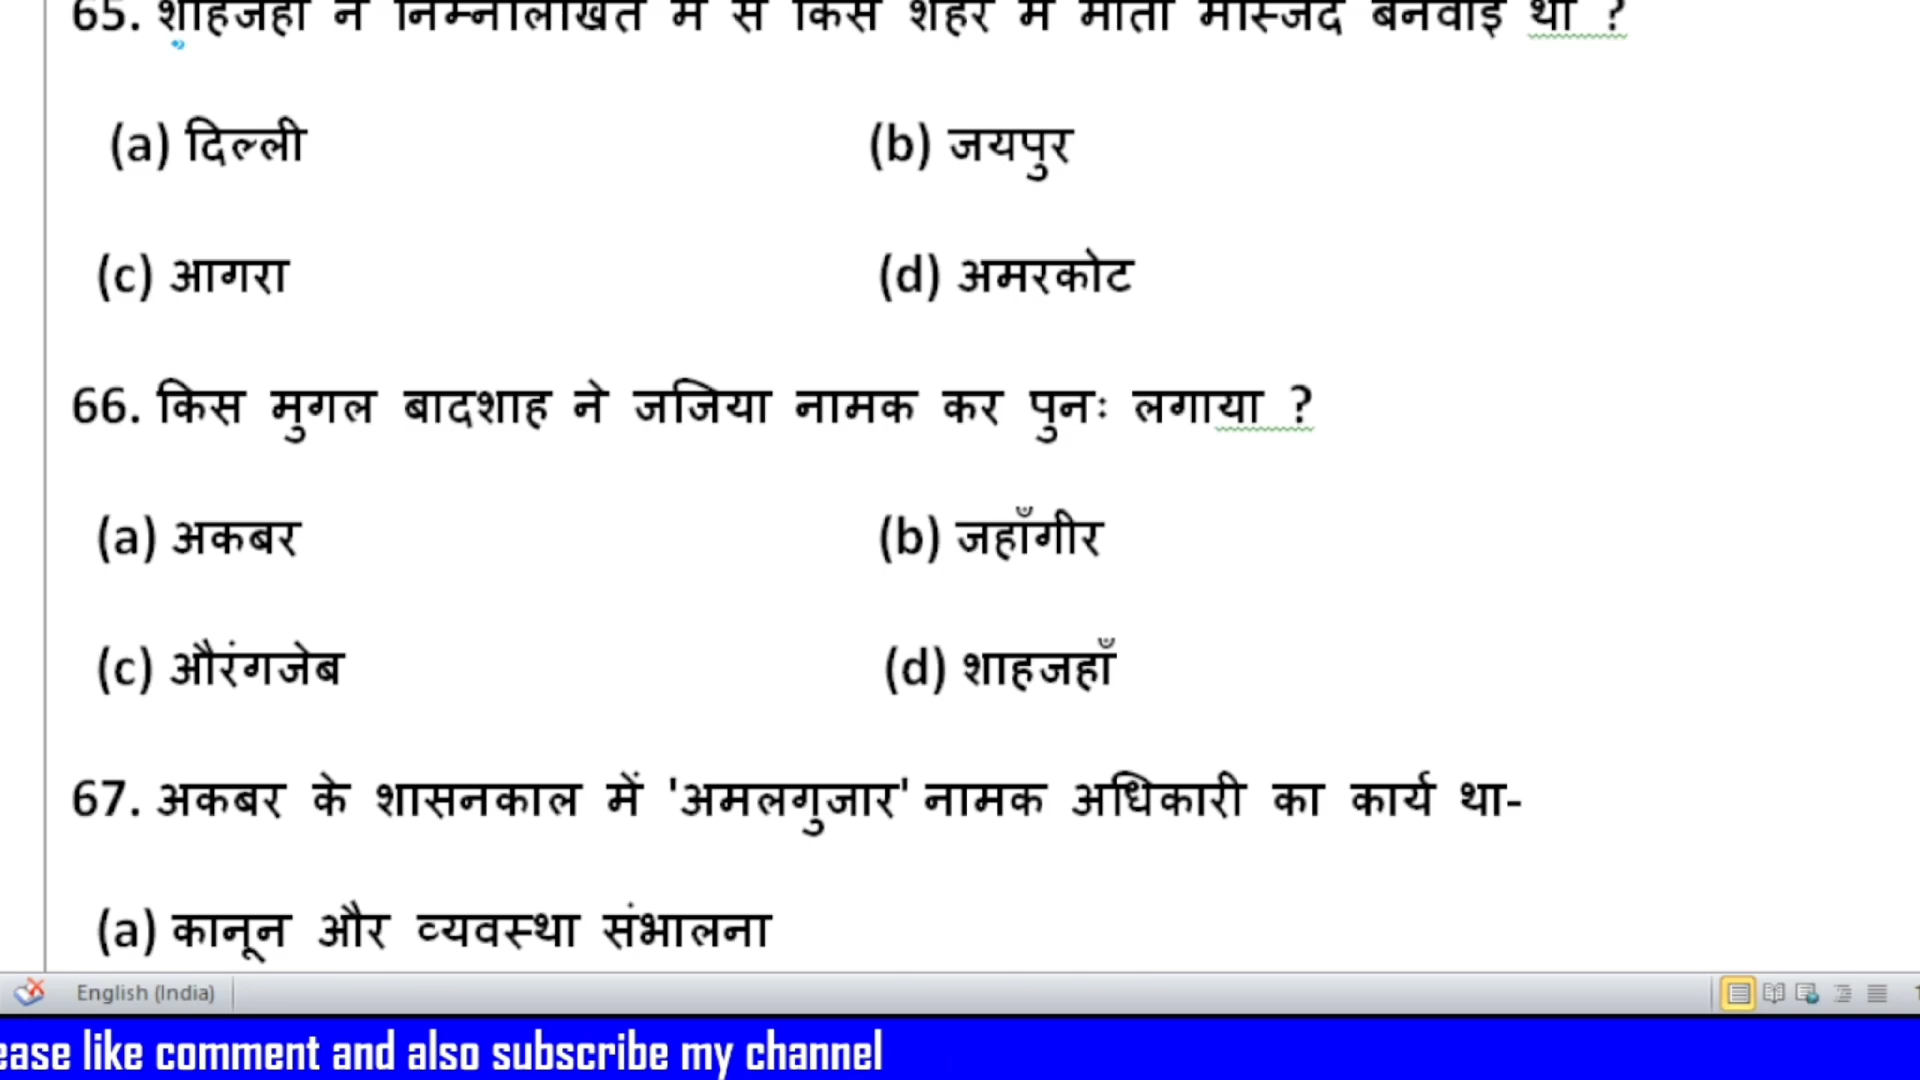 65. शाहजहाँ ने निम्नलिखित में से किस शहर में मोती मस्जिद बनवाई थी ?
(a) दिल्ली (b) जयपुर
(c) आगरा (d) अमरकोट
66. किस मुगल बादशाह ने जजिया नामक कर पुनः लगाया ?
(a) अकबर (b) जहाँगीर
(c) औरंगजेब (d) शाहजहाँ
67. अकबर के शासनकाल में 'अमलगुजार' नामक अधिकारी का कार्य था-
(a) कानून और व्यवस्था संभालना
English (India)
ease like comment and also subscribe my channel